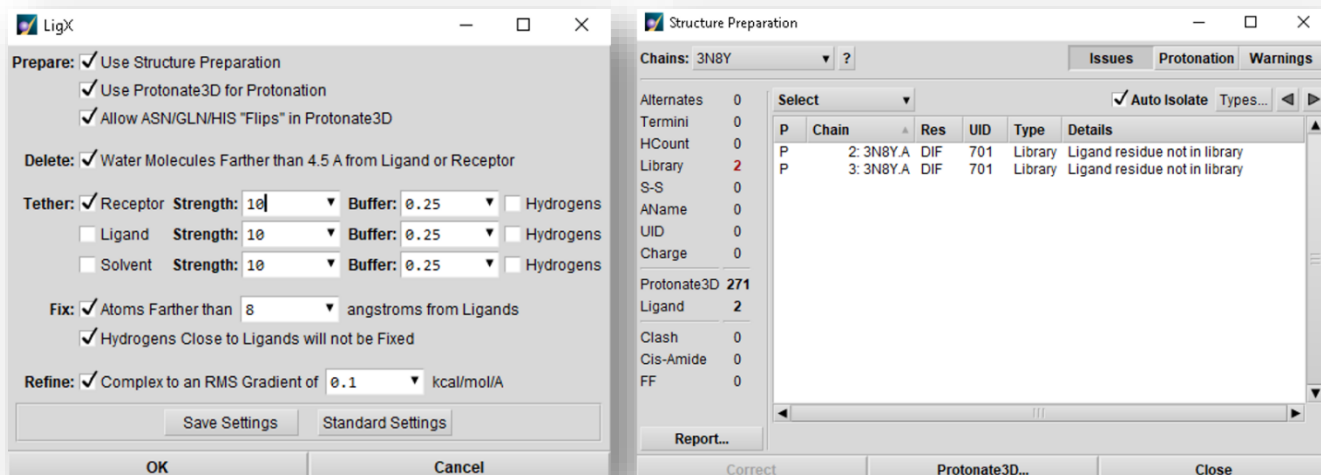 LigX
Prepare: Use Structure Preparation
Use Protonate3D for Protonation
Allow ASN/GLN/HIS "Flips" in Protonate3D
Delete: Water Molecules Farther than 4.5 A from Ligand or Receptor
Tether: Receptor Strength: 10 Buffer: 0.25 Hydrogens
Ligand Strength: 10 Buffer: 0.25 Hydrogens
Solvent Strength: 10 Buffer: 0.25 Hydrogens
Fix: Atoms Farther than 8 angstroms from Ligands
Hydrogens Close to Ligands will not be Fixed
Refine: Complex to an RMS Gradient of 0.1 kcal/mol/A
Save Settings Standard Settings
OK Cancel
Structure Preparation
Chains: 3N8Y ? Issues Protonation Warnings
Alternates 0
Termini 0
HCount 0
Library 2
S-S 0
AName 0
UID 0
Charge 0
Protonate3D 271
Ligand 2
Clash 0
Cis-Amide 0
FF 0
Report...
Select Auto Isolate Types...
P Chain Res UID Type Details
P 2: 3N8Y.A DIF 701 Library Ligand residue not in library
P 3: 3N8Y.A DIF 701 Library Ligand residue not in library
Correct Protonate3D... Close